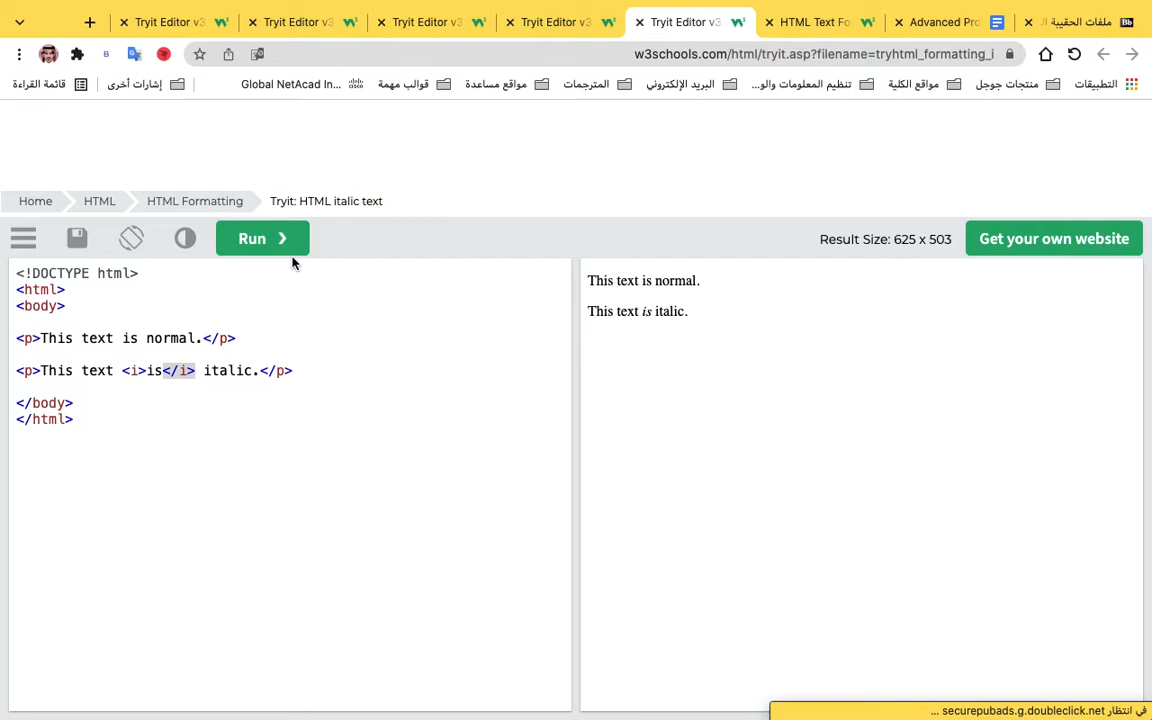 Tryit Editor v3
Tryit Editor v3
Tryit Editor v3
Tryit Editor v3
Tryit Editor v3
HTML Text Fo
Advanced Pro
ملفات الحقيبة ال
Bb
w3schools.com/html/tryit.asp?filename=tryhtml_formatting_i
التطبيقات
منتجات جوجل
مواقع الكلية
تنظيم المعلومات والو...
البريد الإلكتروني
المترجمات
مواقع مساعدة
قوالب مهمة
Global NetAcad In...
إشارات أخرى
قائمة القراءة
Home
HTML
HTML Formatting
Tryit: HTML italic text
Run ❯
Result Size: 625 x 503
Get your own website
<!DOCTYPE html>
<html>
<body>
<p>This text is normal.</p>
<p>This text <i>is</i> italic.</p>
</body>
</html>
This text is normal.
This text is italic.
في انتظار securepubads.g.doubleclick.net ...